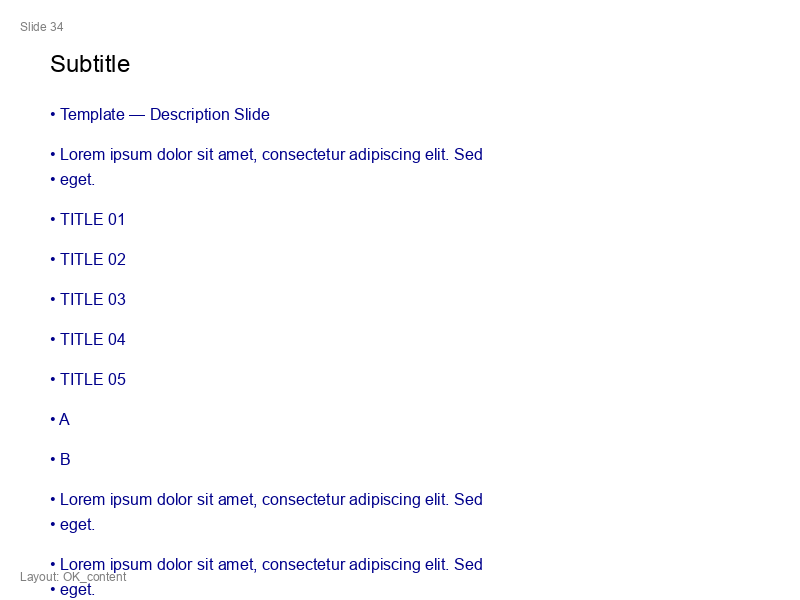 Slide 34
Subtitle
• Template — Description Slide
• Lorem ipsum dolor sit amet, consectetur adipiscing elit. Sed
• eget.
• TITLE 01
• TITLE 02
• TITLE 03
• TITLE 04
• TITLE 05
• A
• B
• Lorem ipsum dolor sit amet, consectetur adipiscing elit. Sed
• eget.
• Lorem ipsum dolor sit amet, consectetur adipiscing elit. Sed
Layout: OK_content
• eget.